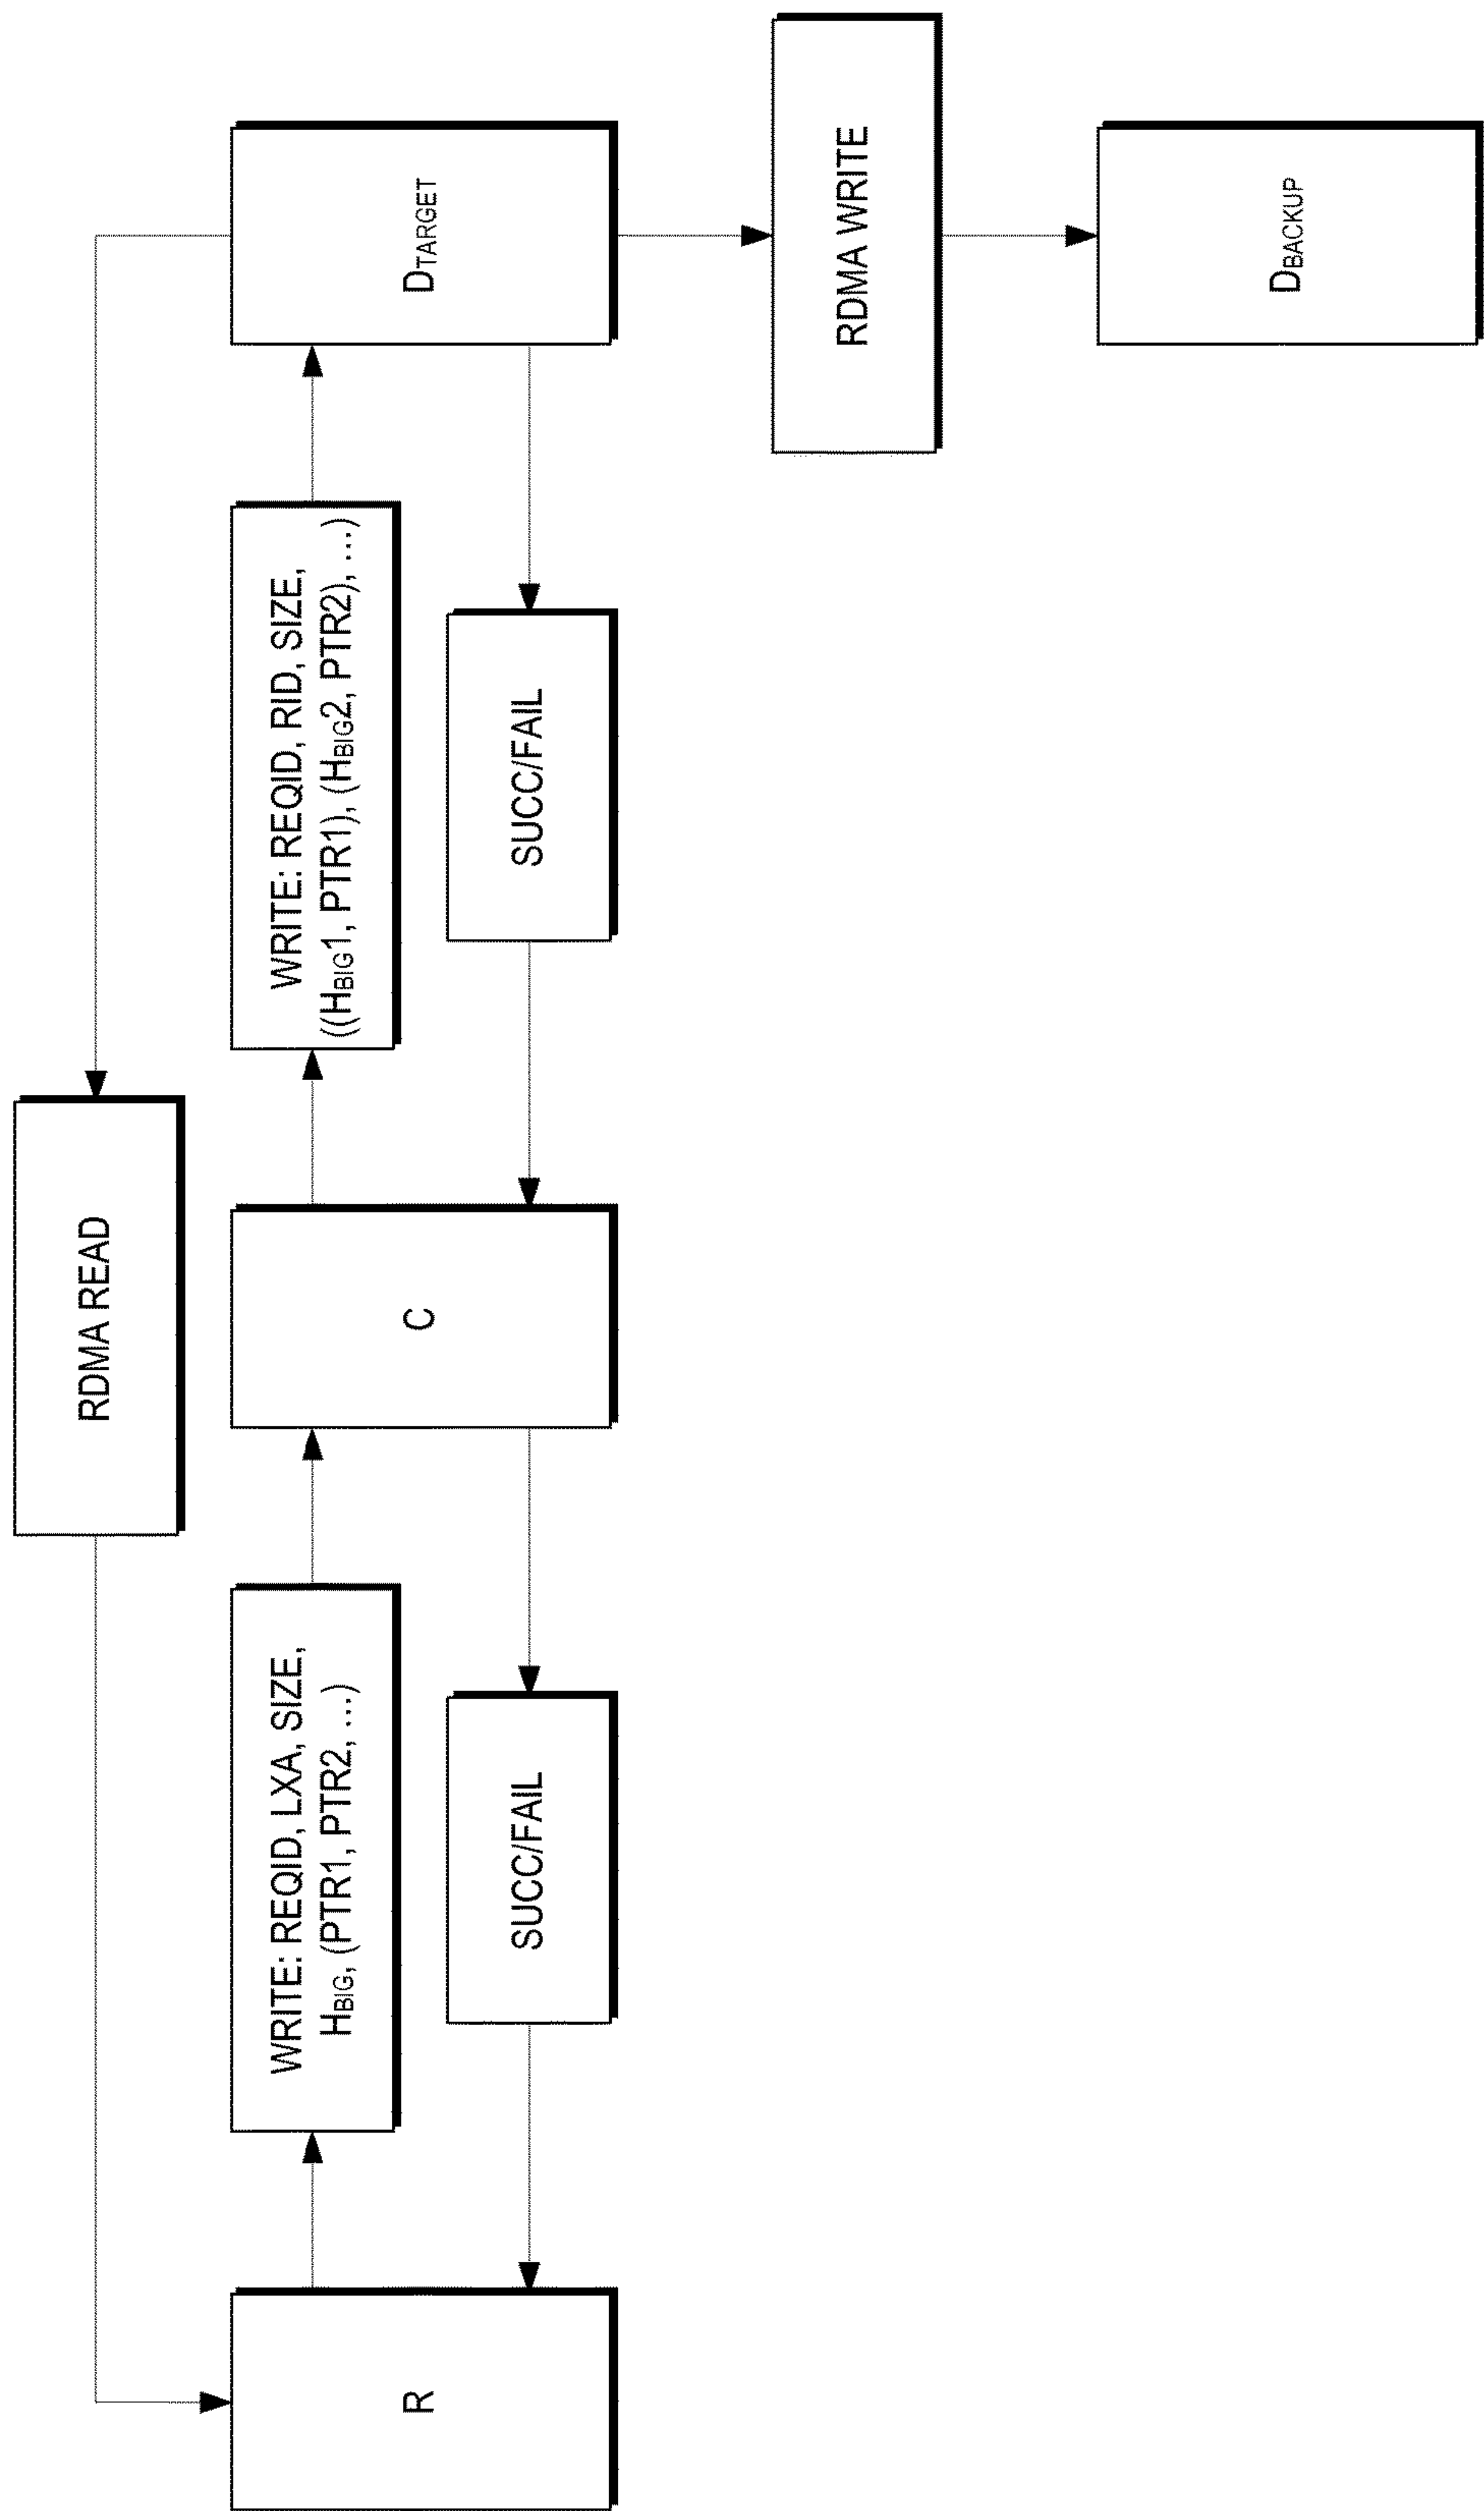 RDMA READ
R
WRITE: REQID, LXA, SIZE,
HBIG, (PTR1, PTR2, ...)
C
WRITE: REQID, RID, SIZE,
((HBIG1, PTR1), (HBIG2, PTR2), ...)
DTARGET
SUCC/FAIL
SUCC/FAIL
RDMA WRITE
DBACKUP